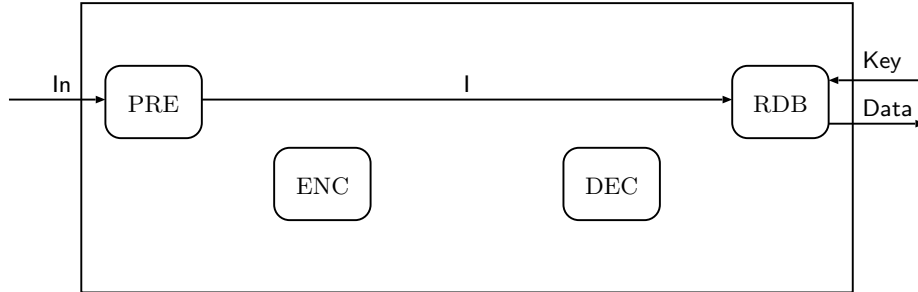 Key
In
I
PRE
RDB
Data
ENC
DEC